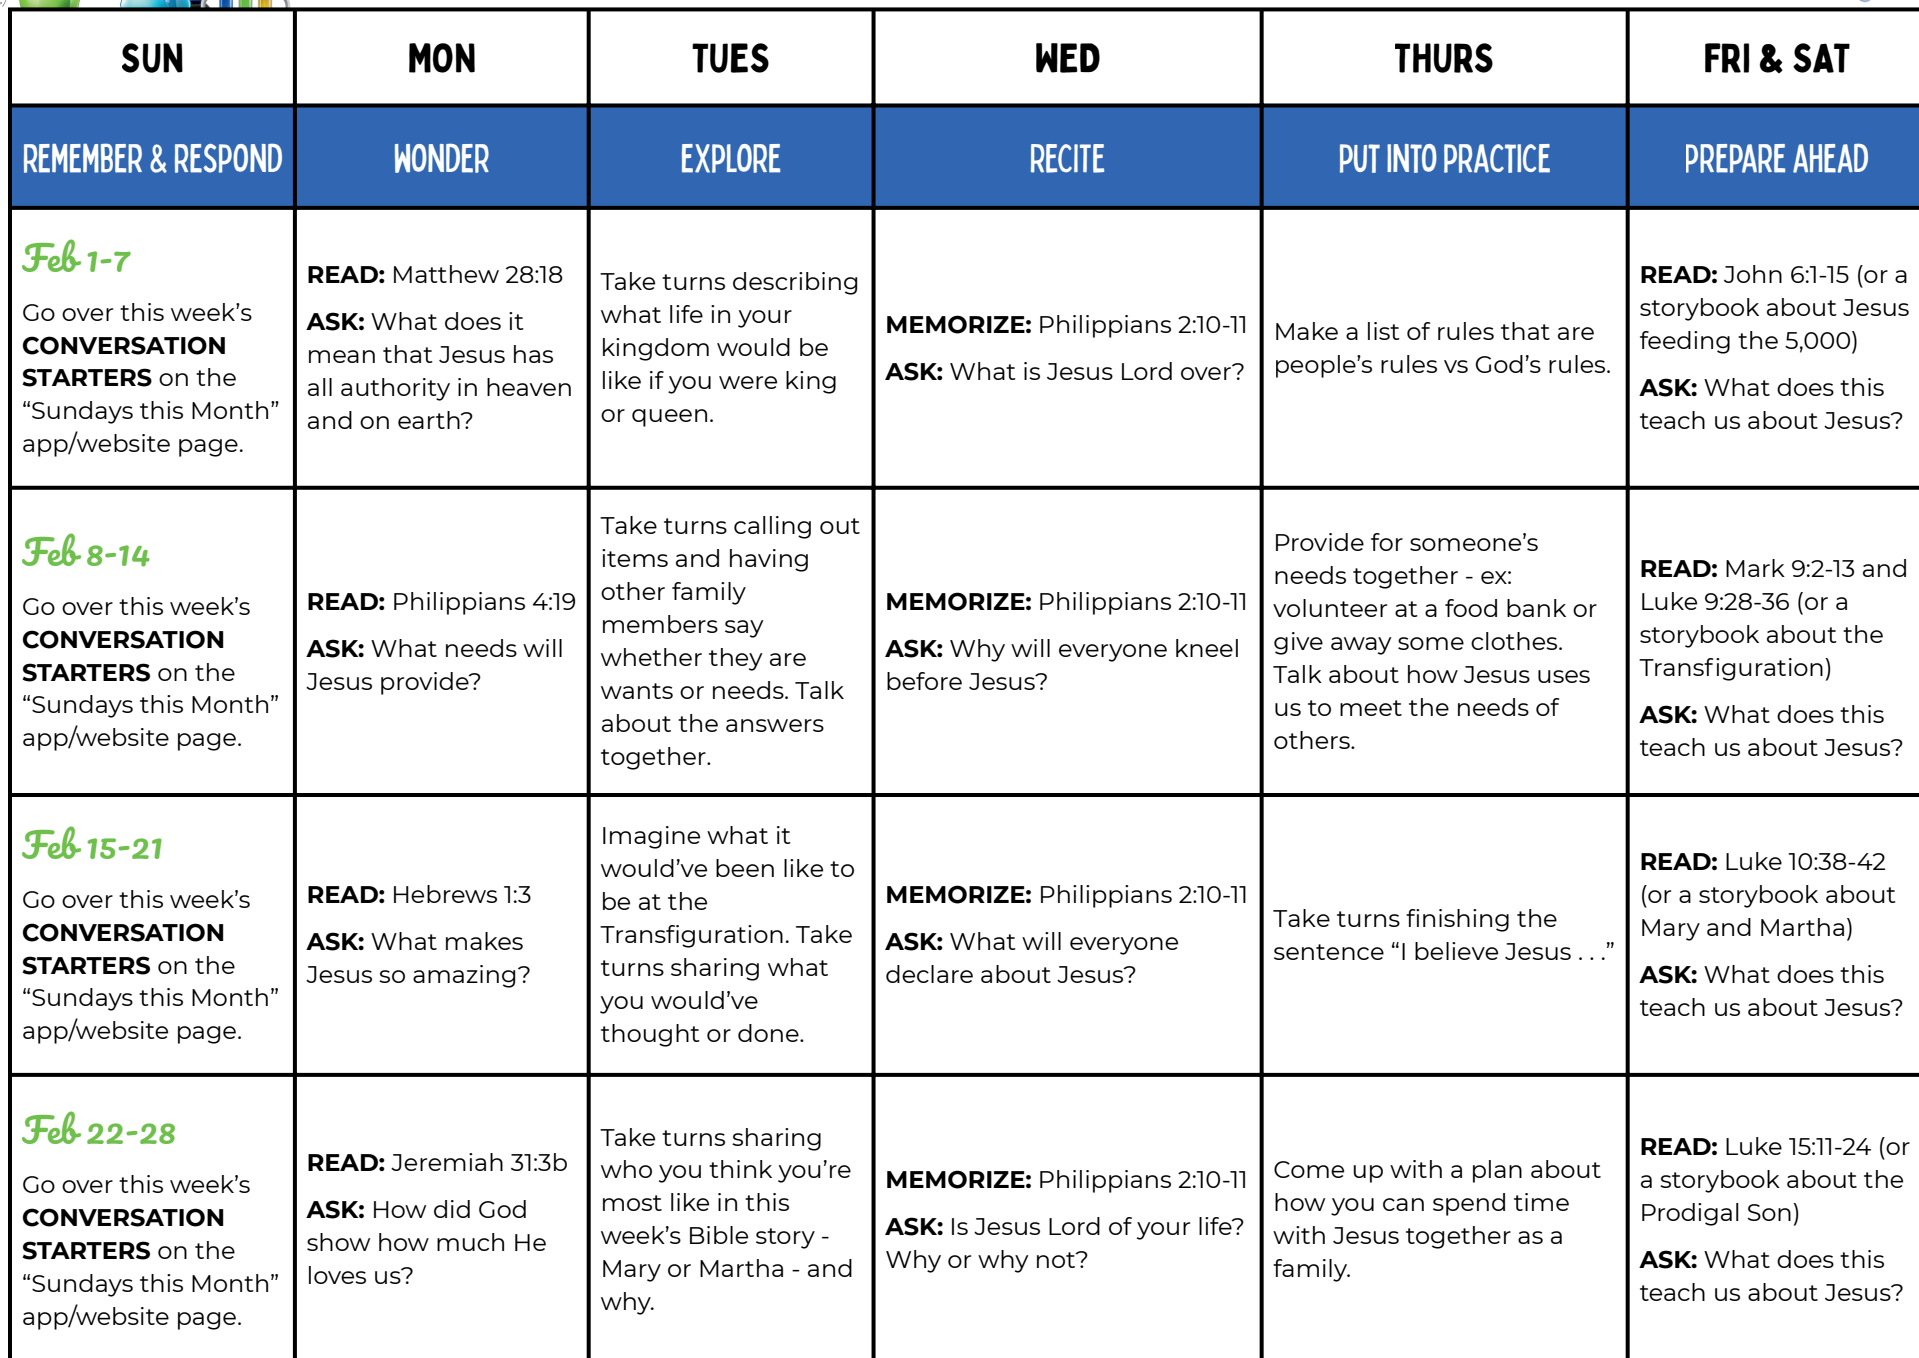 SUN
MON
TUES
WED
THURS
FRI & SAT
REMEMBER & RESPOND
WONDER
EXPLORE
RECITE
PUT INTO PRACTICE
PREPARE AHEAD
Feb 1-7
Go over this week’s
CONVERSATION
STARTERS on the
“Sundays this Month”
app/website page.
READ: Matthew 28:18
ASK: What does it
mean that Jesus has
all authority in heaven
and on earth?
Take turns describing
what life in your
kingdom would be
like if you were king
or queen.
MEMORIZE: Philippians 2:10-11
ASK: What is Jesus Lord over?
Make a list of rules that are
people’s rules vs God’s rules.
READ: John 6:1-15 (or a
storybook about Jesus
feeding the 5,000)
ASK: What does this
teach us about Jesus?
Feb 8-14
Go over this week’s
CONVERSATION
STARTERS on the
“Sundays this Month”
app/website page.
READ: Philippians 4:19
ASK: What needs will
Jesus provide?
Take turns calling out
items and having
other family
members say
whether they are
wants or needs. Talk
about the answers
together.
MEMORIZE: Philippians 2:10-11
ASK: Why will everyone kneel
before Jesus?
Provide for someone’s
needs together - ex:
volunteer at a food bank or
give away some clothes.
Talk about how Jesus uses
us to meet the needs of
others.
READ: Mark 9:2-13 and
Luke 9:28-36 (or a
storybook about the
Transfiguration)
ASK: What does this
teach us about Jesus?
Feb 15-21
Go over this week’s
CONVERSATION
STARTERS on the
“Sundays this Month”
app/website page.
READ: Hebrews 1:3
ASK: What makes
Jesus so amazing?
Imagine what it
would’ve been like to
be at the
Transfiguration. Take
turns sharing what
you would’ve
thought or done.
MEMORIZE: Philippians 2:10-11
ASK: What will everyone
declare about Jesus?
Take turns finishing the
sentence “I believe Jesus . . .”
READ: Luke 10:38-42
(or a storybook about
Mary and Martha)
ASK: What does this
teach us about Jesus?
Feb 22-28
Go over this week’s
CONVERSATION
STARTERS on the
“Sundays this Month”
app/website page.
READ: Jeremiah 31:3b
ASK: How did God
show how much He
loves us?
Take turns sharing
who you think you’re
most like in this
week’s Bible story -
Mary or Martha - and
why.
MEMORIZE: Philippians 2:10-11
ASK: Is Jesus Lord of your life?
Why or why not?
Come up with a plan about
how you can spend time
with Jesus together as a
family.
READ: Luke 15:11-24 (or
a storybook about the
Prodigal Son)
ASK: What does this
teach us about Jesus?